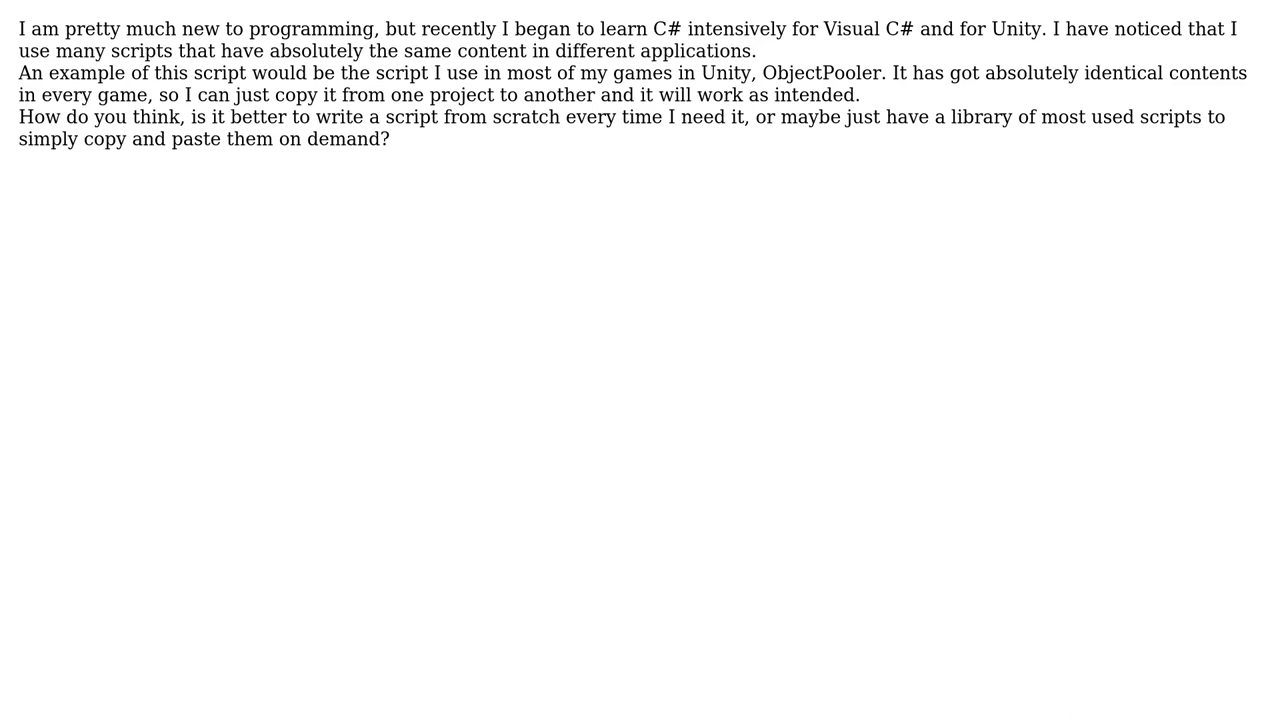 I am pretty much new to programming, but recently I began to learn C# intensively for Visual C# and for Unity. I have noticed that I
use many scripts that have absolutely the same content in different applications.
An example of this script would be the script I use in most of my games in Unity, ObjectPooler. It has got absolutely identical contents
in every game, so I can just copy it from one project to another and it will work as intended.
How do you think, is it better to write a script from scratch every time I need it, or maybe just have a library of most used scripts to
simply copy and paste them on demand?